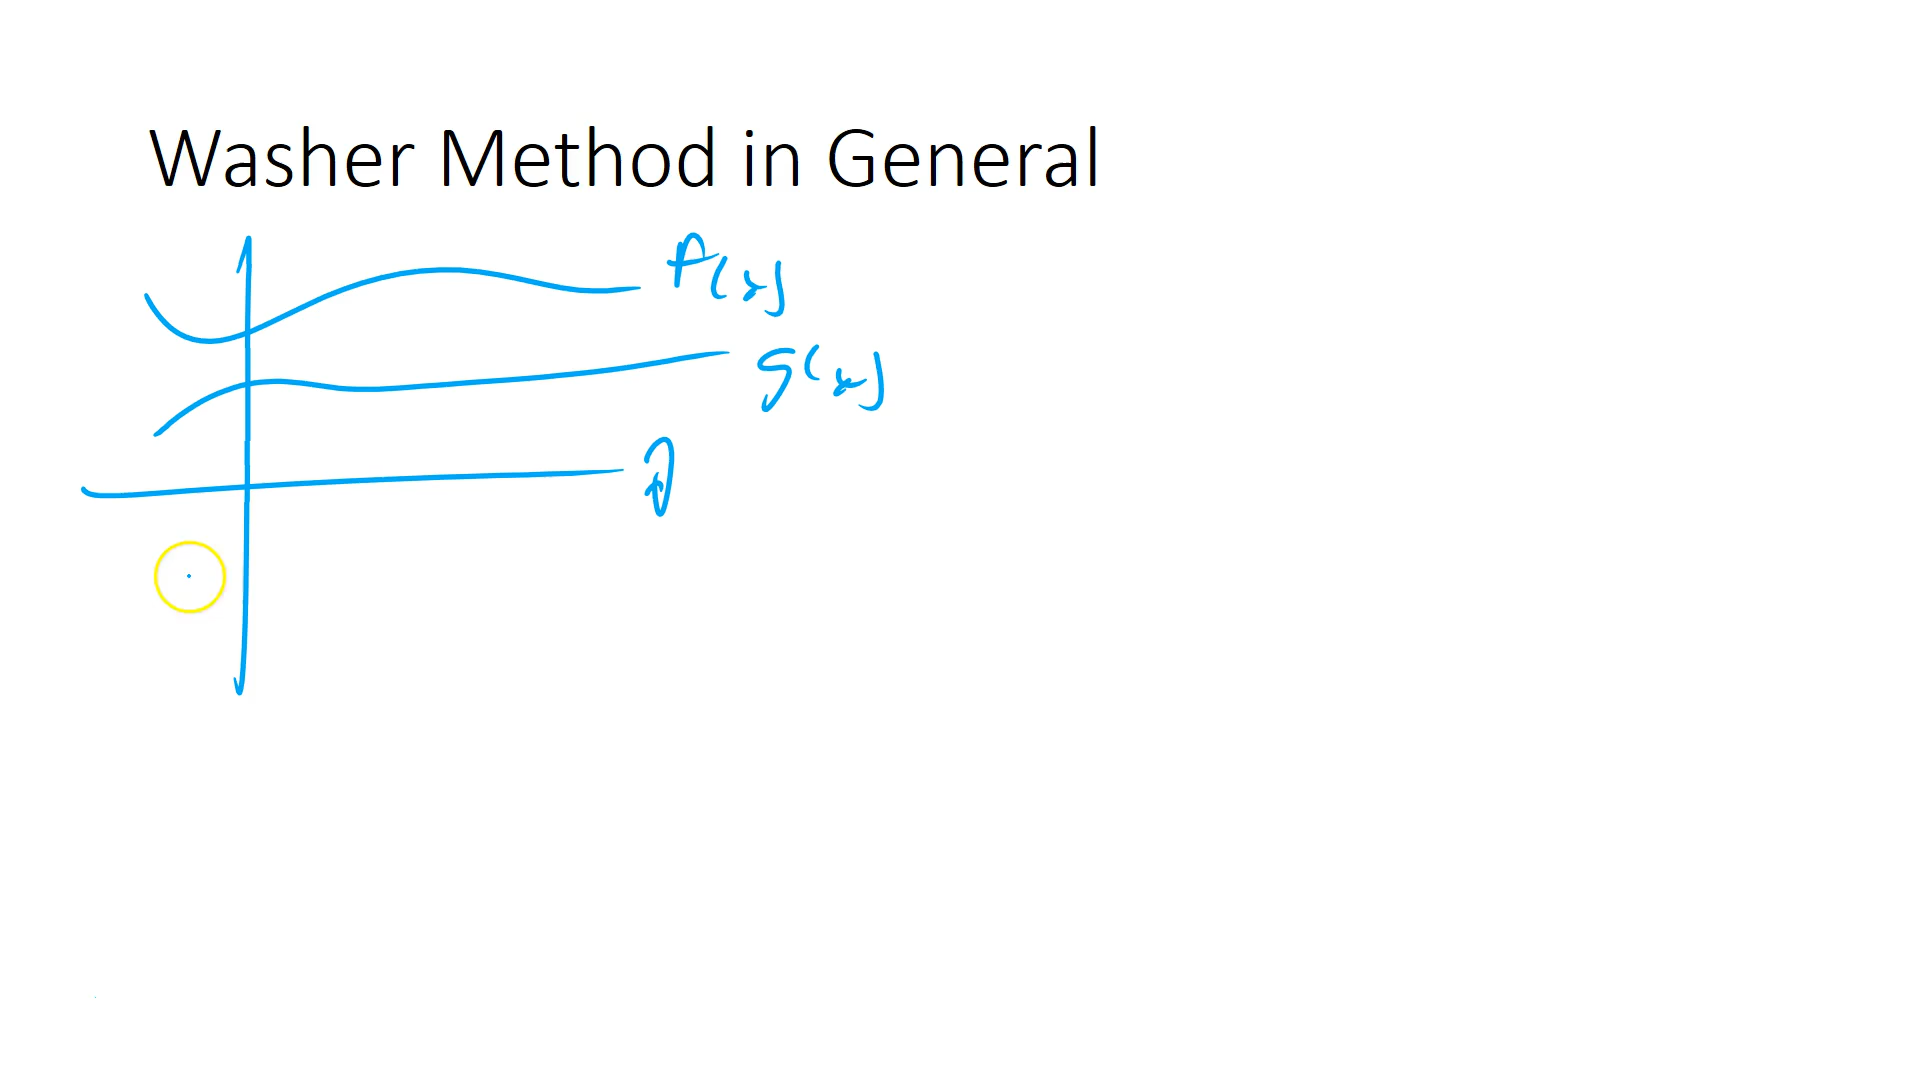 Washer Method in General
f(x)
g(x)